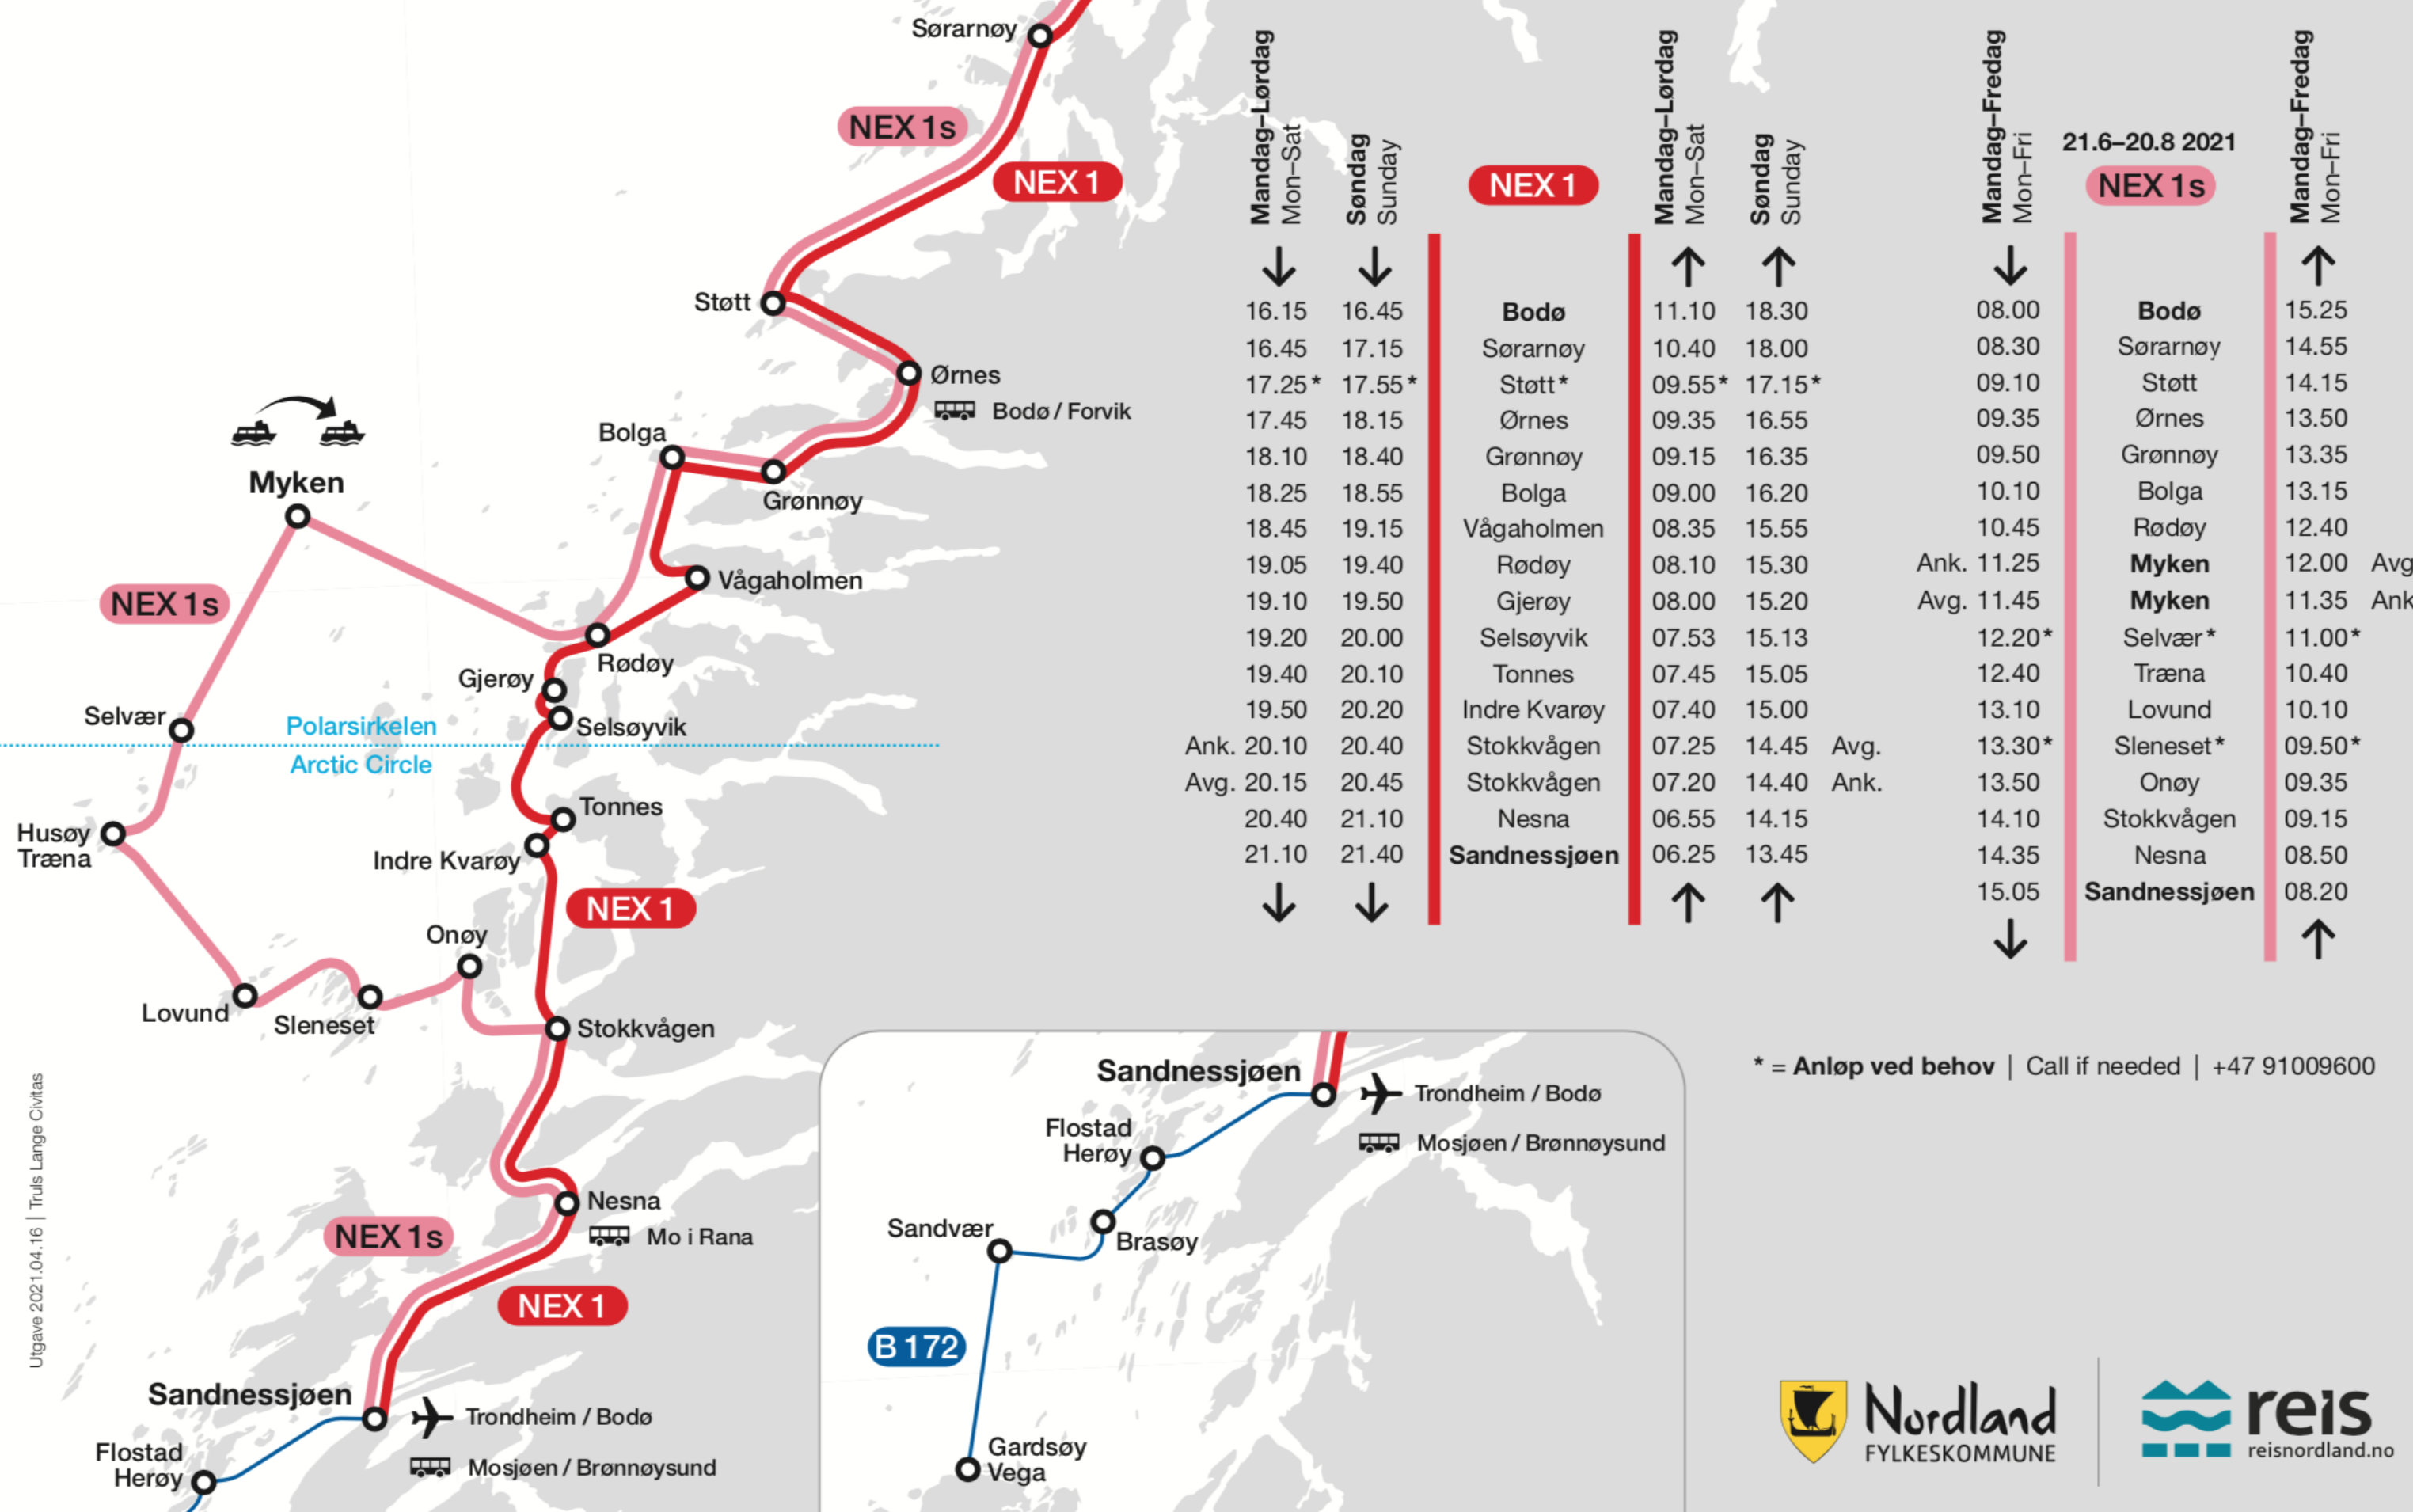 Sørarnøy
NEX 1s
NEX 1
Støtt
Ørnes
Bodø / Forvik
Bolga
Grønnøy
Myken
Vågaholmen
NEX 1s
Rødøy
Gjerøy
Selvær
Selsøyvik
Polarsirkelen
Arctic Circle
Tonnes
Husøy
Træna
Indre Kvarøy
NEX 1
Onøy
Lovund
Sleneset
Stokkvågen
Nesna
Mo i Rana
NEX 1s
NEX 1
Sandnessjøen
Trondheim / Bodø
Mosjøen / Brønnøysund
Flostad
Herøy
Utgave 2021.04.16 | Truls Lange Civitas
Sandnessjøen
Trondheim / Bodø
Mosjøen / Brønnøysund
Flostad
Herøy
Sandvær
Brasøy
B 172
Gardsøy
Vega
Mandag–Lørdag
Mon–Sat
Søndag
Sunday
NEX 1
Mandag–Lørdag
Mon–Sat
Søndag
Sunday
16.15 16.45 Bodø 11.10 18.30
16.45 17.15 Sørarnøy 10.40 18.00
17.25* 17.55* Støtt* 09.55* 17.15*
17.45 18.15 Ørnes 09.35 16.55
18.10 18.40 Grønnøy 09.15 16.35
18.25 18.55 Bolga 09.00 16.20
18.45 19.15 Vågaholmen 08.35 15.55
19.05 19.40 Rødøy 08.10 15.30
19.10 19.50 Gjerøy 08.00 15.20
19.20 20.00 Selsøyvik 07.53 15.13
19.40 20.10 Tonnes 07.45 15.05
19.50 20.20 Indre Kvarøy 07.40 15.00
Ank. 20.10 20.40 Stokkvågen 07.25 14.45 Avg.
Avg. 20.15 20.45 Stokkvågen 07.20 14.40 Ank.
20.40 21.10 Nesna 06.55 14.15
21.10 21.40 Sandnessjøen 06.25 13.45
Mandag–Fredag
Mon–Fri
21.6–20.8 2021
NEX 1s
Mandag–Fredag
Mon–Fri
08.00 Bodø 15.25
08.30 Sørarnøy 14.55
09.10 Støtt 14.15
09.35 Ørnes 13.50
09.50 Grønnøy 13.35
10.10 Bolga 13.15
10.45 Rødøy 12.40
Ank. 11.25 Myken 12.00 Avg
Avg. 11.45 Myken 11.35 Ank
12.20* Selvær* 11.00*
12.40 Træna 10.40
13.10 Lovund 10.10
13.30* Sleneset* 09.50*
13.50 Onøy 09.35
14.10 Stokkvågen 09.15
14.35 Nesna 08.50
15.05 Sandnessjøen 08.20
* = Anløp ved behov | Call if needed | +47 91009600
Nordland
FYLKESKOMMUNE
reis
reisnordland.no